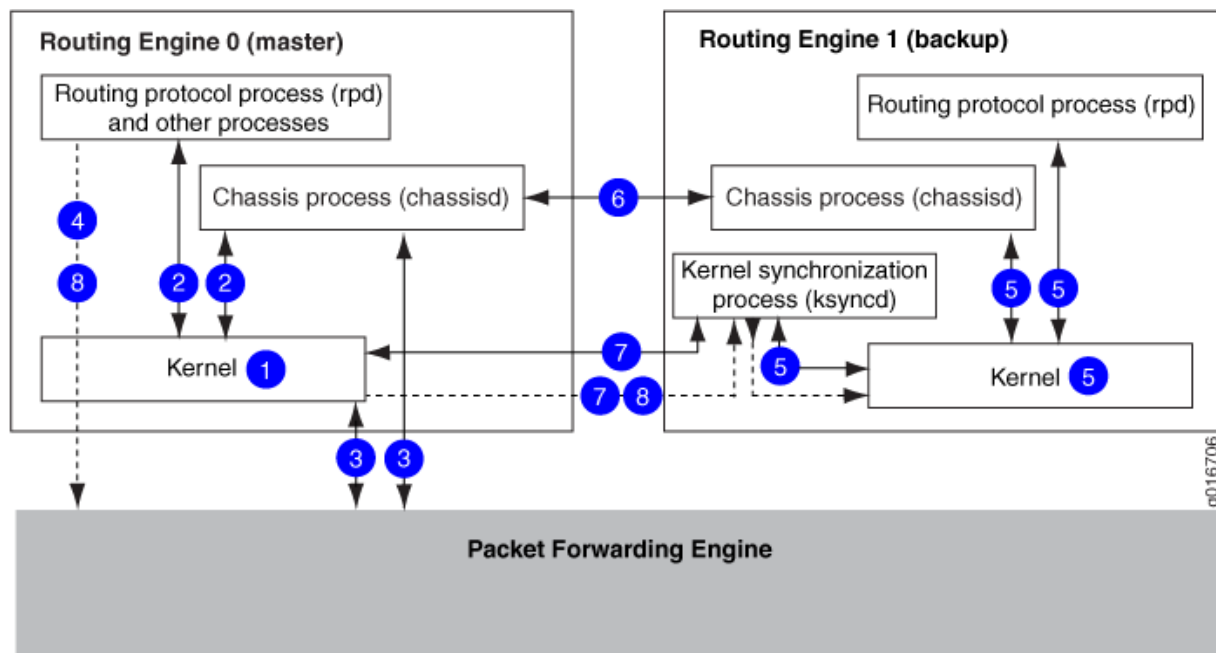 Routing Engine 0 (master)
Routing Engine 1 (backup)
Routing protocol process (rpd)
and other processes
Routing protocol process (rpd)
Chassis process (chassisd)
6
Chassis process (chassisd)
4
8
2
2
Kernel synchronization
process (ksyncd)
5
5
Kernel 1
7
5
Kernel 5
7
8
3
3
g016706
Packet Forwarding Engine